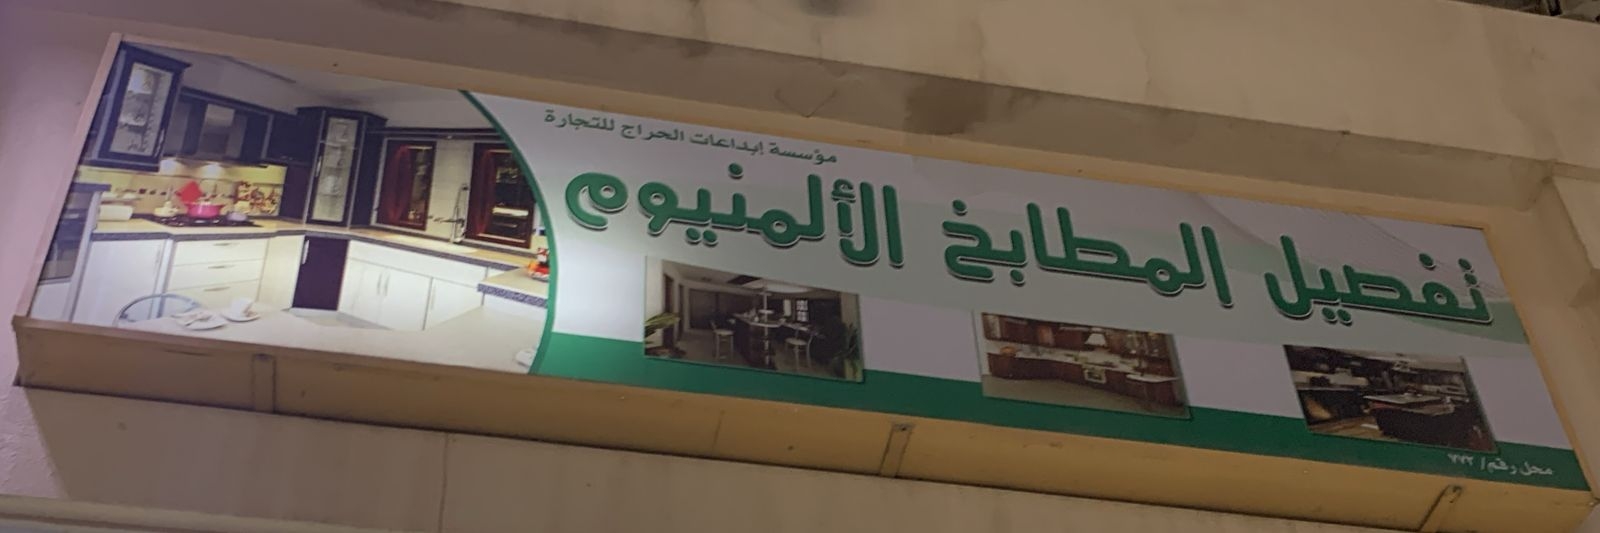 مؤسسة إبداعات الحراج للتجارة
تفصيل المطابخ الألمنيوم
محل رقم / ٧٧٢